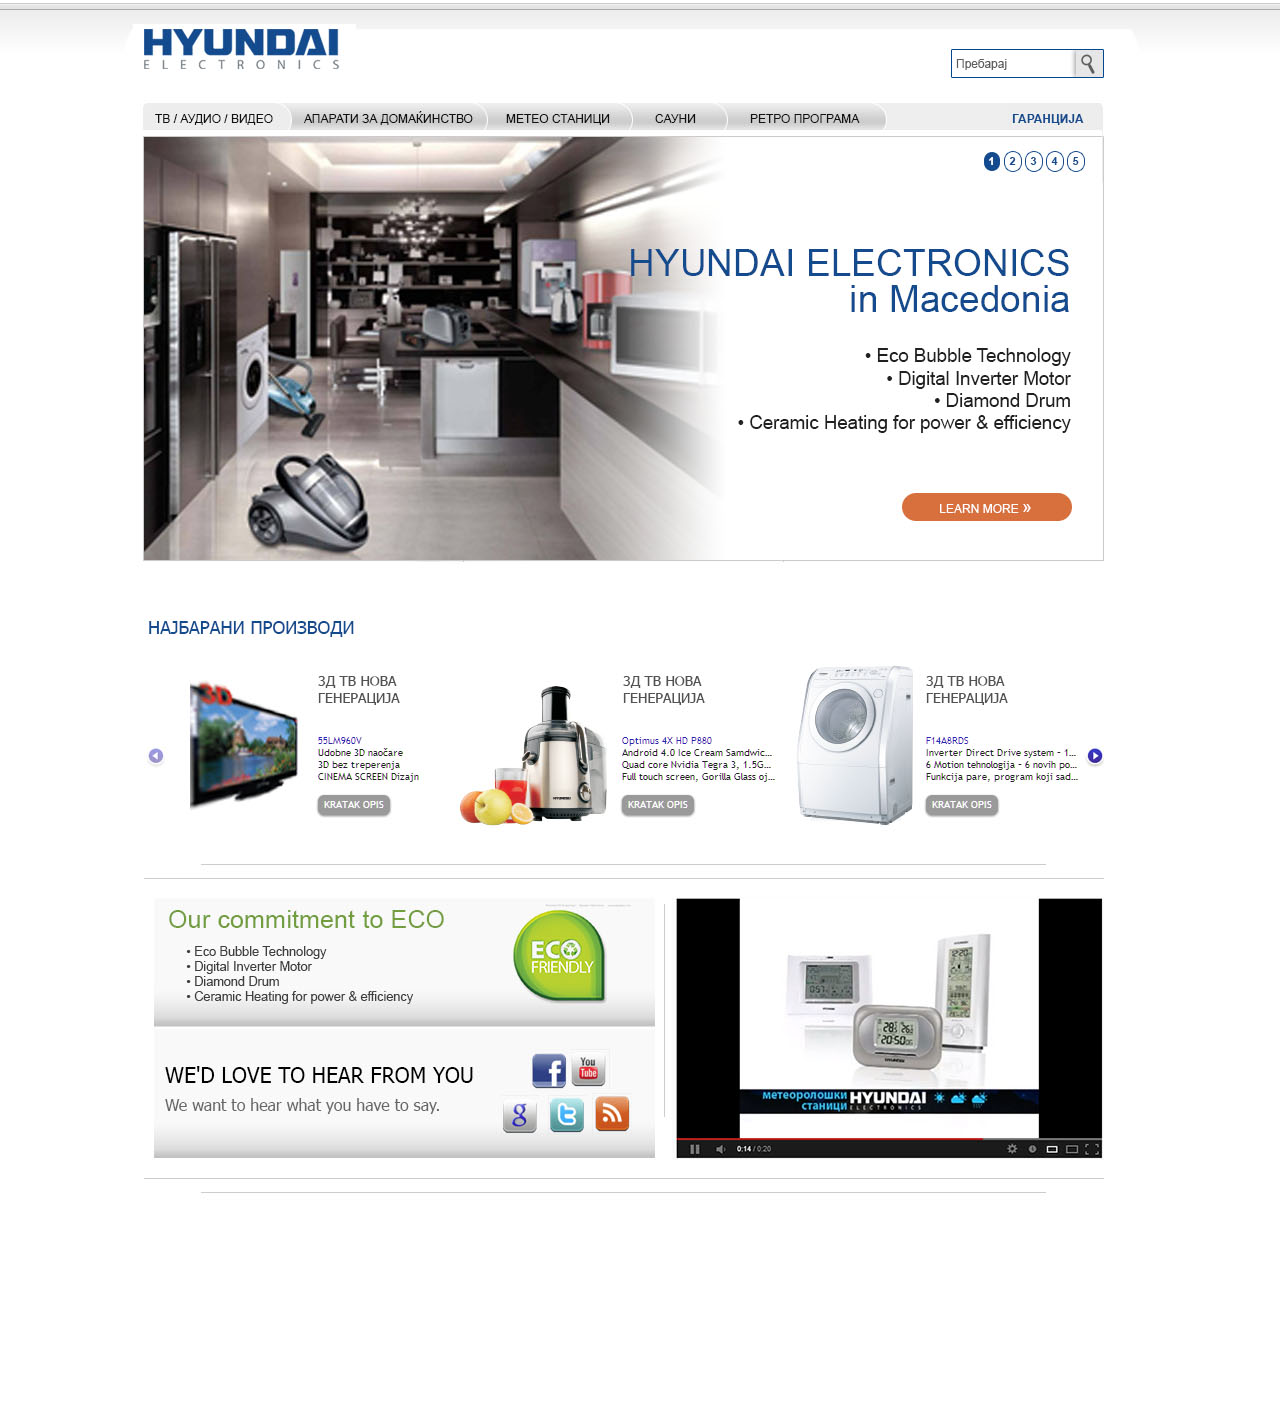 HYUNDAI
ELECTRONICS
Пребарај
ТВ / АУДИО / ВИДЕО
АПАРАТИ ЗА ДОМАЌИНСТВО
МЕТЕО СТАНИЦИ
САУНИ
РЕТРО ПРОГРАМА
ГАРАНЦИЈА
1 2 3 4 5
HYUNDAI ELECTRONICS
in Macedonia
• Eco Bubble Technology
• Digital Inverter Motor
• Diamond Drum
• Ceramic Heating for power & efficiency
LEARN MORE »
НАЈБАРАНИ ПРОИЗВОДИ
3D
3Д ТВ НОВА
ГЕНЕРАЦИЈА
55LM960V
Udobne 3D naočare
3D bez treperenja
CINEMA SCREEN Dizajn
KRATAK OPIS
HYUNDAI
3Д ТВ НОВА
ГЕНЕРАЦИЈА
Optimus 4X HD P880
Android 4.0 Ice Cream Samdwic...
Quad core Nvidia Tegra 3, 1.5G...
Full touch screen, Gorilla Glass oj...
KRATAK OPIS
3Д ТВ НОВА
ГЕНЕРАЦИЈА
F14A8RDS
Inverter Direct Drive system - 1...
6 Motion tehnologija - 6 novih po...
Funkcija pare, program koji sad...
KRATAK OPIS
Our commitment to ECO
• Eco Bubble Technology
• Digital Inverter Motor
• Diamond Drum
• Ceramic Heating for power & efficiency
ECO
FRIENDLY
WE'D LOVE TO HEAR FROM YOU
We want to hear what you have to say.
f
You
Tube
g
t
HYUNDAI
метеоролошки
станици
HYUNDAI
ELECTRONICS
0:14 / 0:20